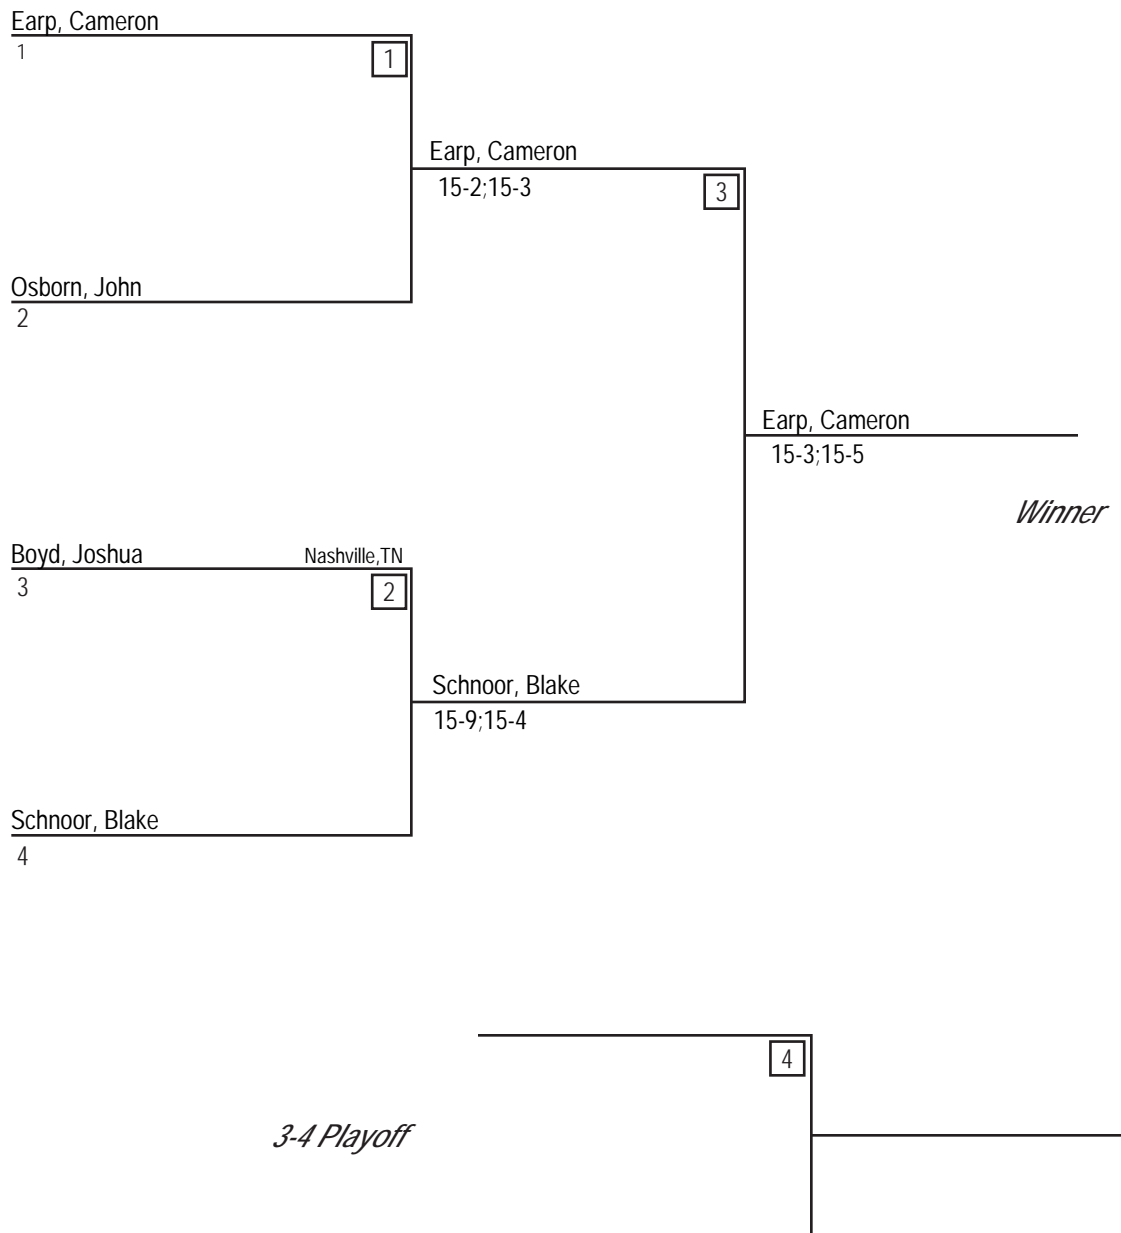 Earp, Cameron
1
1
Earp, Cameron
15-2;15-3
3
Osborn, John
2
Earp, Cameron
15-3;15-5
Winner
Boyd, Joshua Nashville,TN
3
2
Schnoor, Blake
15-9;15-4
Schnoor, Blake
4
4
3-4 Playoff